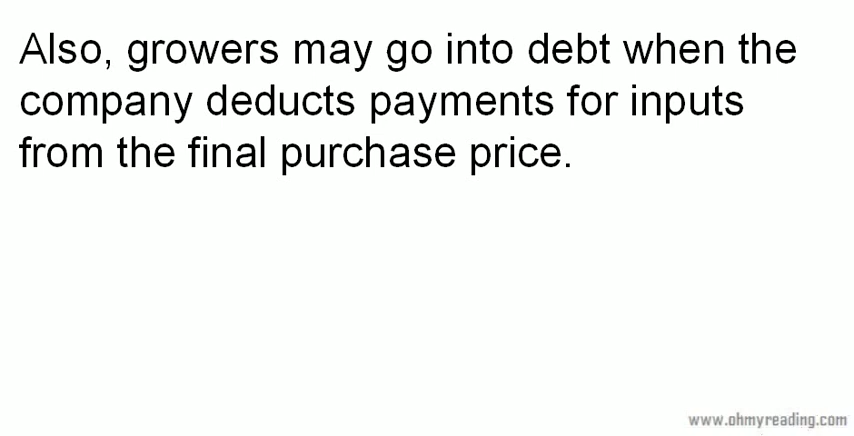 Also, growers may go into debt when the
company deducts payments for inputs
from the final purchase price.
www.ohmyreading.com